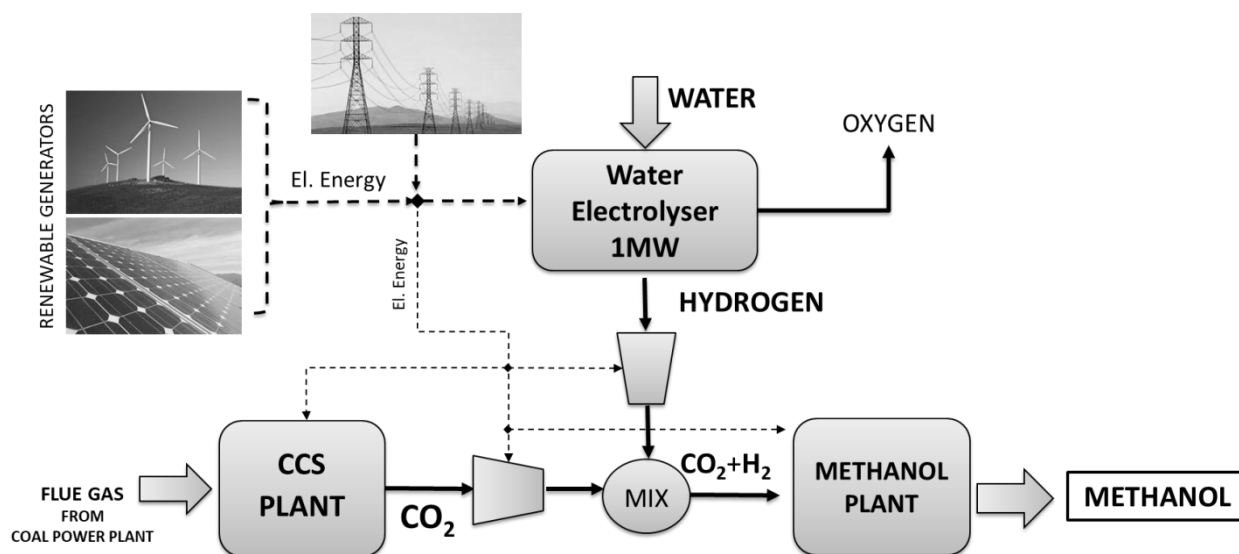 RENEWABLE GENERATORS
El. Energy
WATER
OXYGEN
Water
Electrolyser
1MW
El. Energy
HYDROGEN
FLUE GAS
FROM
COAL POWER PLANT
CCS
PLANT
CO₂
MIX
CO₂+H₂
METHANOL
PLANT
METHANOL